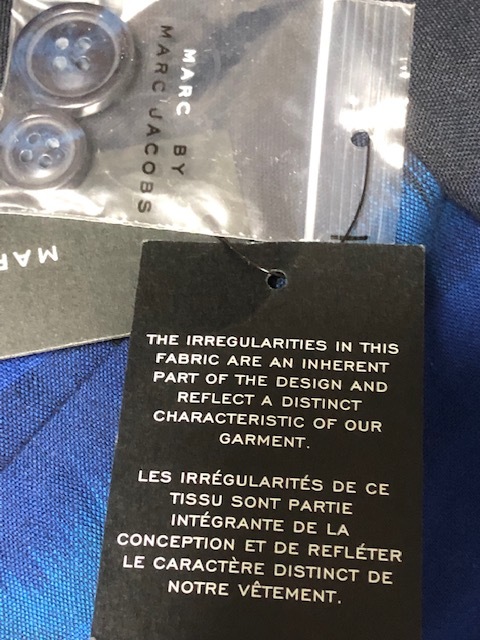 MARC BY
MARC JACOBS
MAR
THE IRREGULARITIES IN THIS
FABRIC ARE AN INHERENT
PART OF THE DESIGN AND
REFLECT A DISTINCT
CHARACTERISTIC OF OUR
GARMENT.
LES IRRÉGULARITÉS DE CE
TISSU SONT PARTIE
INTÉGRANTE DE LA
CONCEPTION ET DE REFLÉTER
LE CARACTÈRE DISTINCT DE
NOTRE VÊTEMENT.